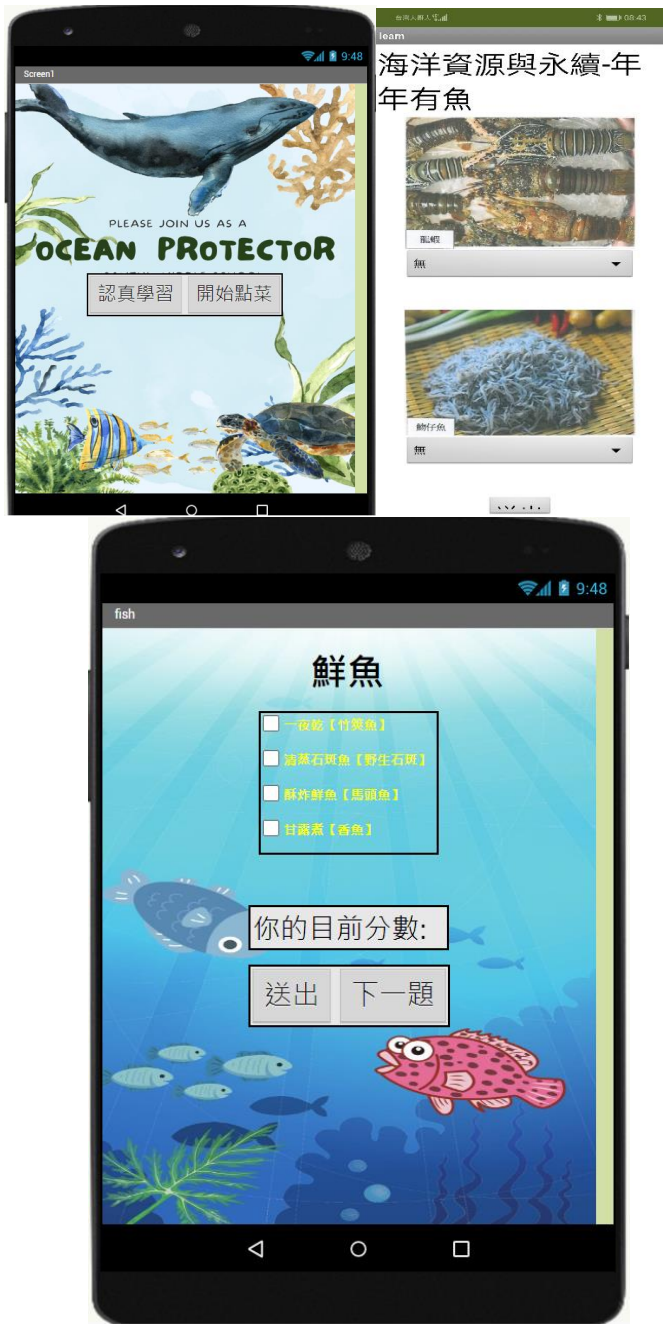 9:48
Screen1
PLEASE JOIN US AS A
OCEAN PROTECTOR
認真學習 開始點菜
08:43
learn
海洋資源與永續-年
年有魚
龍蝦
無
魩仔魚
無
9:48
fish
鮮魚
一夜乾【竹筴魚】
清蒸石斑魚【野生石斑】
酥炸鮮魚【馬頭魚】
甘露煮【香魚】
你的目前分數:
送出 下一題